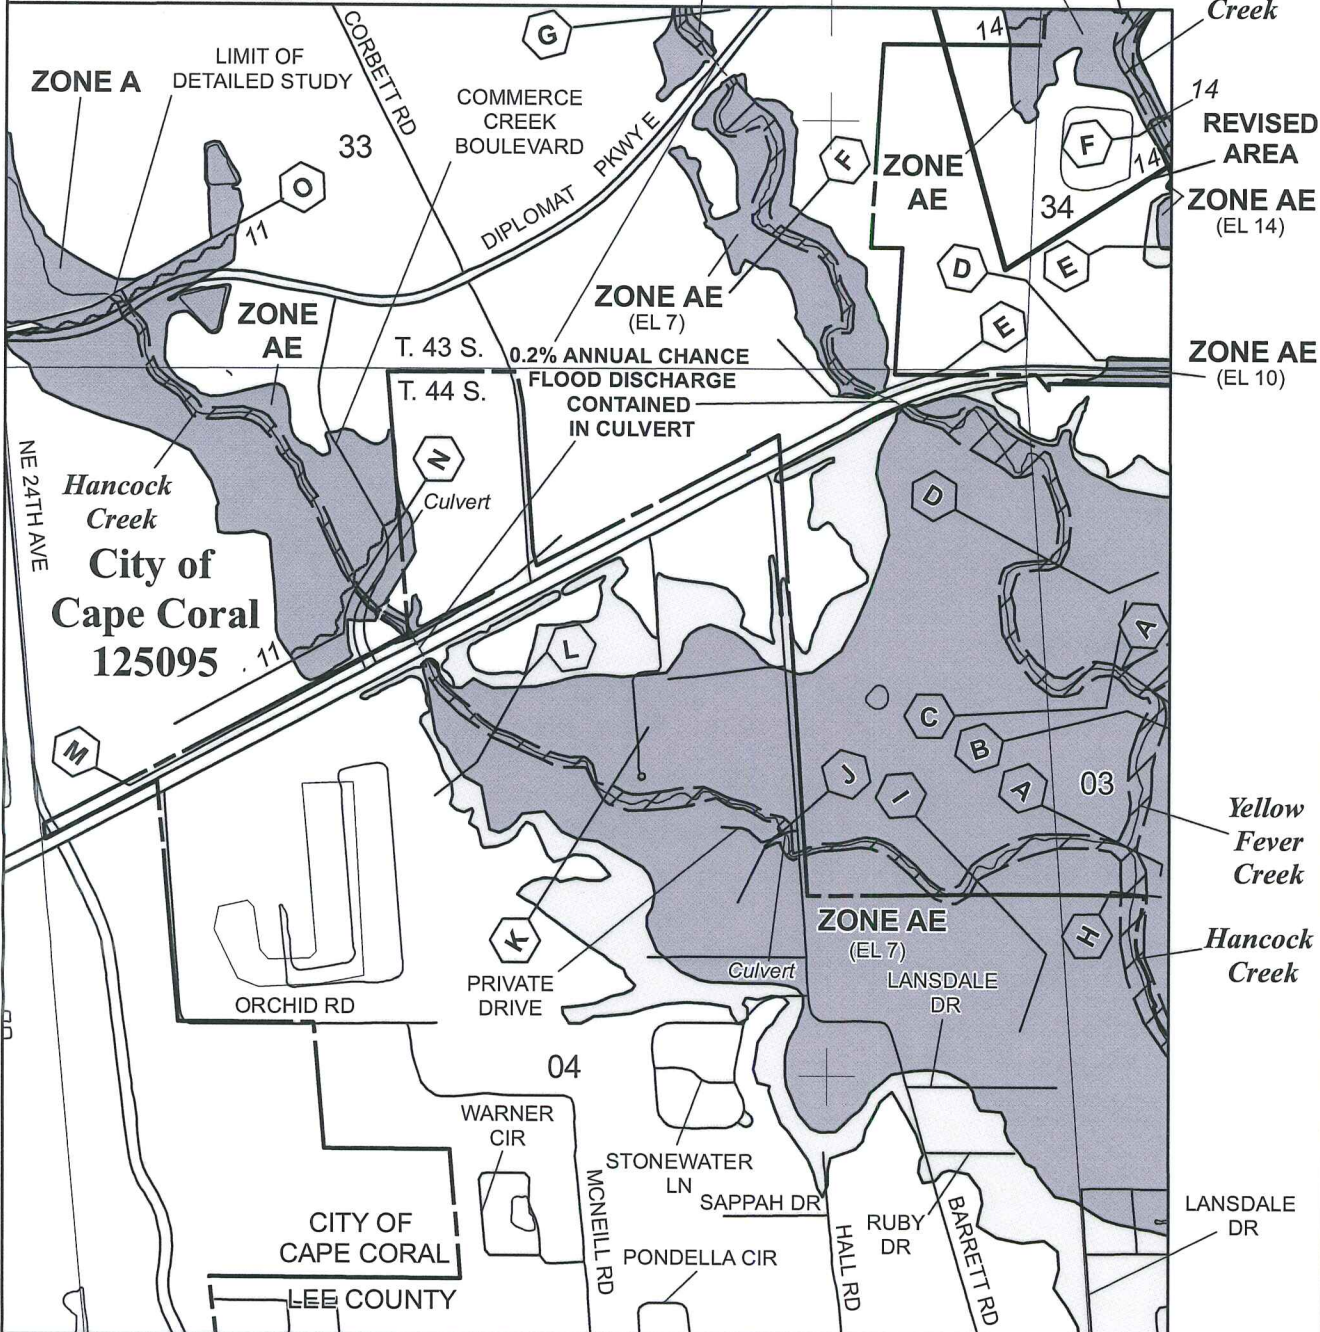 Creek
G
14
CORBETT RD
LIMIT OF
DETAILED STUDY
ZONE A
COMMERCE
CREEK
BOULEVARD
33
14
REVISED
AREA
F
14
F
ZONE
AE
O
11
DIPLOMAT PKWY E
34
ZONE AE
(EL 14)
D
E
ZONE AE
(EL 7)
ZONE
AE
E
T. 43 S.
T. 44 S.
0.2% ANNUAL CHANCE
FLOOD DISCHARGE
CONTAINED
IN CULVERT
ZONE AE
(EL 10)
NE 24TH AVE
Hancock
Creek
N
Culvert
D
City of
Cape Coral
125095
11
L
A
C
B
M
J
I
A
03
Yellow
Fever
Creek
K
ZONE AE
(EL 7)
H
Hancock
Creek
PRIVATE
DRIVE
Culvert
LANSDALE
DR
ORCHID RD
04
WARNER
CIR
STONEWATER
LN
MCNEILL RD
SAPPAH DR
HALL RD
RUBY
DR
BARRETT RD
LANSDALE
DR
CITY OF
CAPE CORAL
LEE COUNTY
PONDELLA CIR